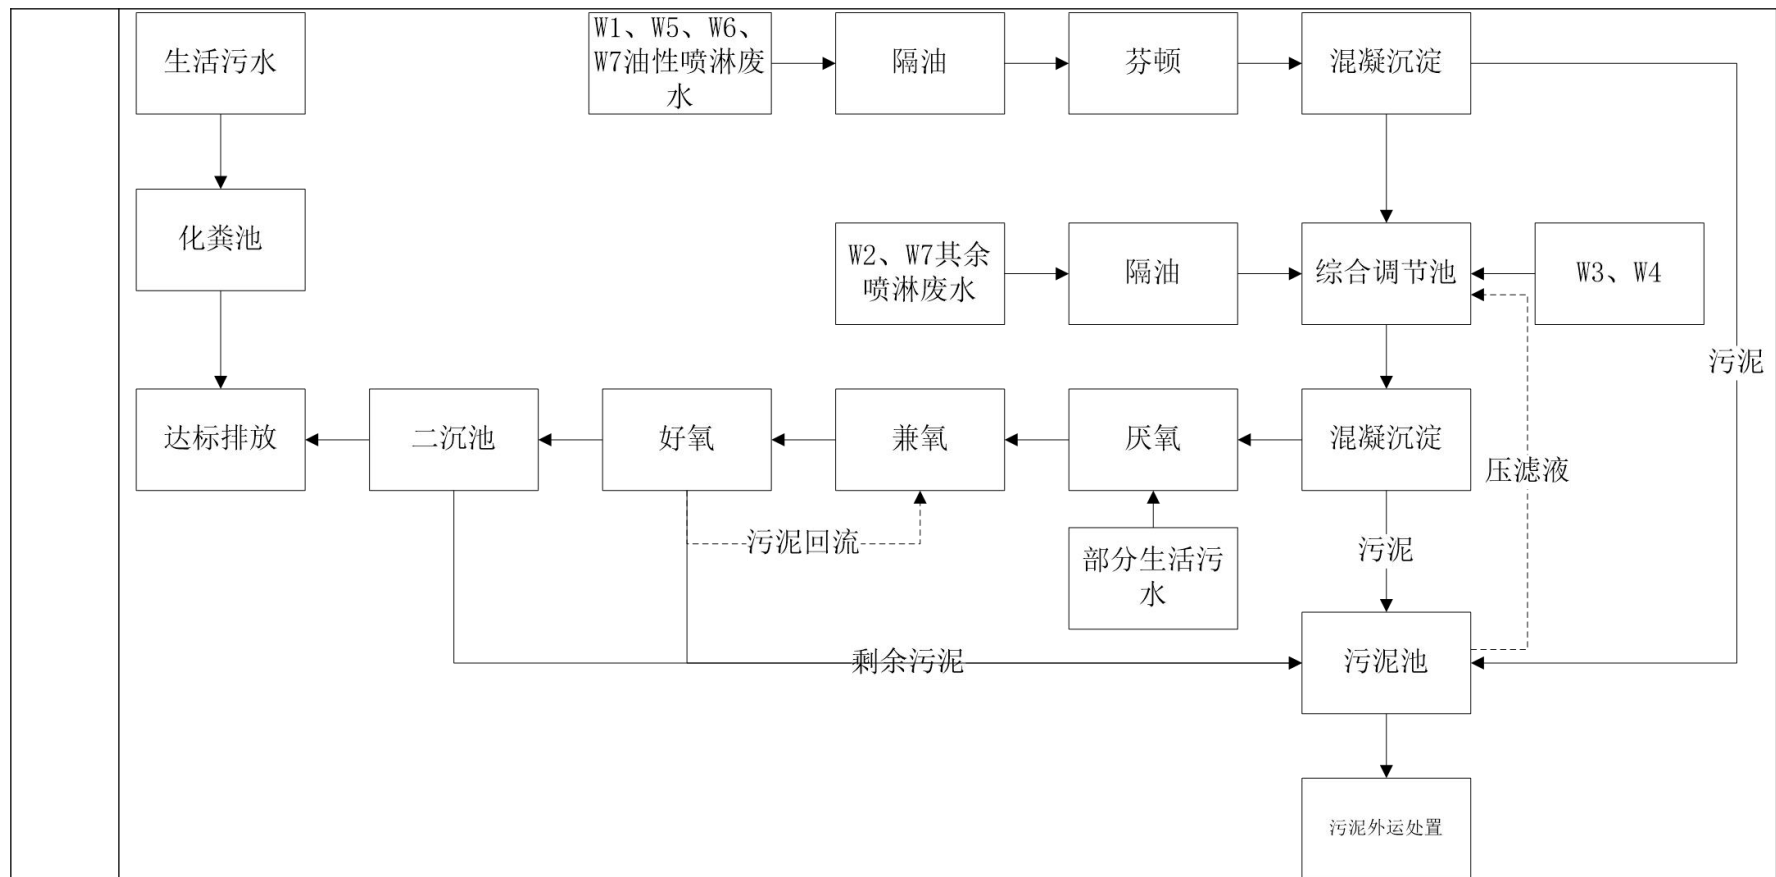 生活污水
W1、W5、W6、
W7油性喷淋废
水
隔油
芬顿
混凝沉淀
化粪池
W2、W7其余
喷淋废水
隔油
综合调节池
W3、W4
污泥
达标排放
二沉池
好氧
兼氧
厌氧
混凝沉淀
压滤液
污泥回流
部分生活污
水
污泥
剩余污泥
污泥池
污泥外运处置